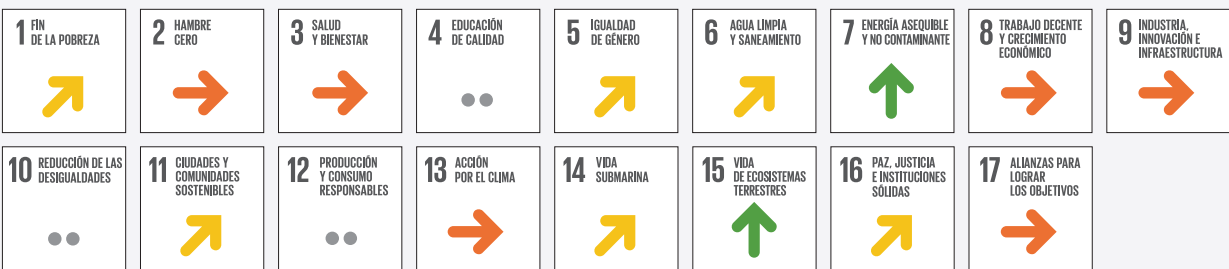 1 FIN
DE LA POBREZA
2 HAMBRE
CERO
3 SALUD
Y BIENESTAR
4 EDUCACIÓN
DE CALIDAD
5 IGUALDAD
DE GÉNERO
6 AGUA LIMPIA
Y SANEAMIENTO
7 ENERGÍA ASEQUIBLE
Y NO CONTAMINANTE
8 TRABAJO DECENTE
Y CRECIMIENTO
ECONÓMICO
9 INDUSTRIA,
INNOVACIÓN E
INFRAESTRUCTURA
10 REDUCCIÓN DE LAS
DESIGUALDADES
11 CIUDADES Y
COMUNIDADES
SOSTENIBLES
12 PRODUCCIÓN
Y CONSUMO
RESPONSABLES
13 ACCIÓN
POR EL CLIMA
14 VIDA
SUBMARINA
15 VIDA
DE ECOSISTEMAS
TERRESTRES
16 PAZ, JUSTICIA
E INSTITUCIONES
SÓLIDAS
17 ALIANZAS PARA
LOGRAR
LOS OBJETIVOS